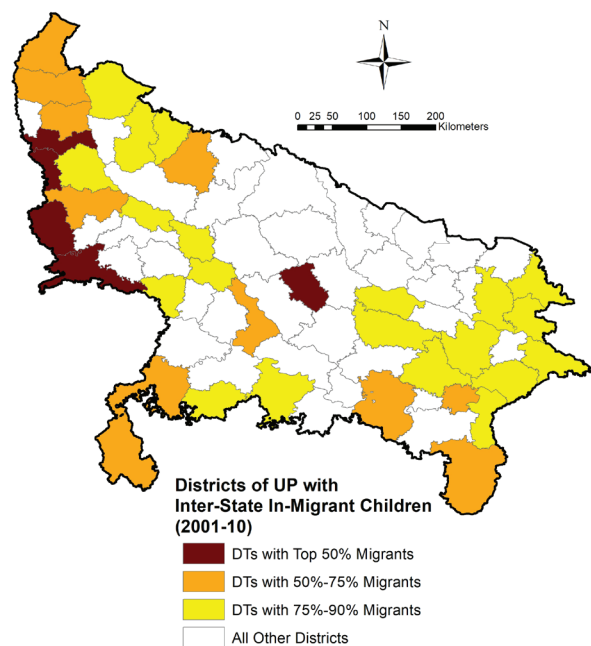 N
0 25 50 100 150 200
Kilometers
Districts of UP with
Inter-State In-Migrant Children
(2001-10)
DTs with Top 50% Migrants
DTs with 50%-75% Migrants
DTs with 75%-90% Migrants
All Other Districts